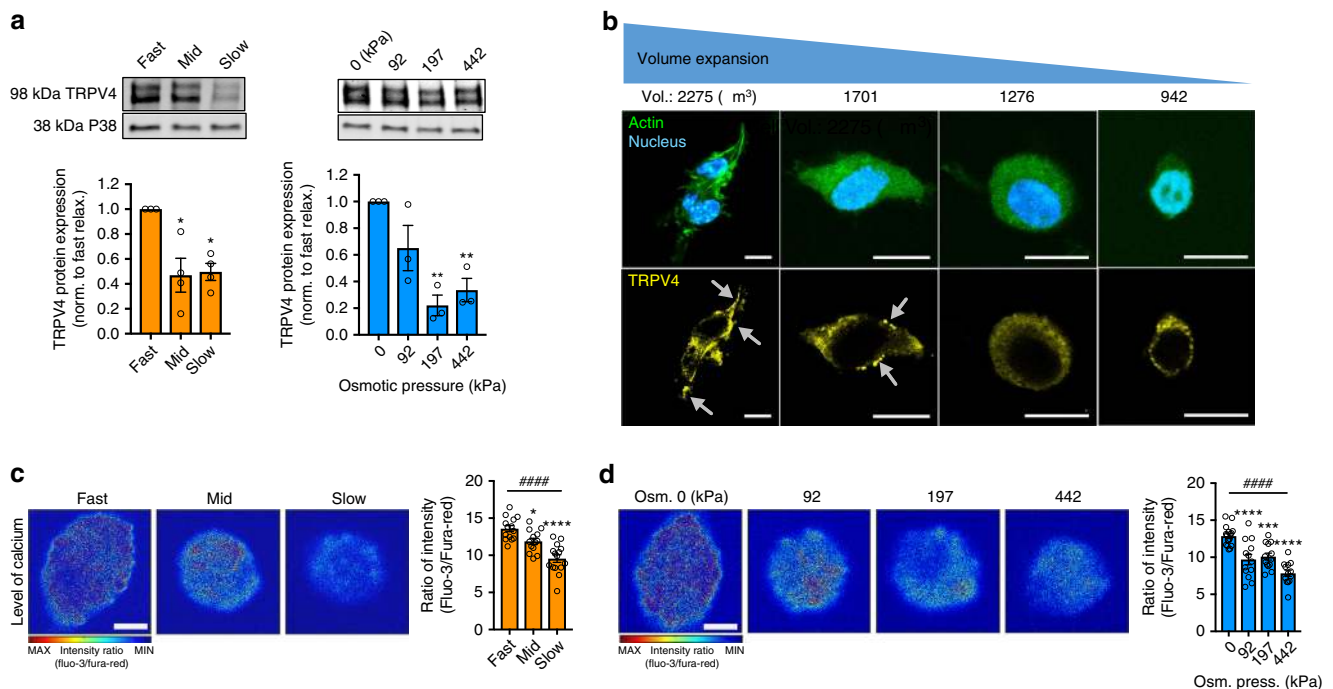 a
Fast
Mid
Slow
98 kDa TRPV4
38 kDa P38
0 (kPa)
92
197
442
TRPV4 protein expression
(norm. to fast relax.)
1.2
1.0
0.8
0.6
0.4
0.2
0.0
*
*
Fast
Mid
Slow
TRPV4 protein expression
(norm. to fast relax.)
1.2
1.0
0.8
0.6
0.4
0.2
0.0
**
**
0
92
197
442
Osmotic pressure (kPa)
b
Volume expansion
Vol.: 2275 ( m³)
1701
1276
942
Actin
Nucleus
Vol.: 2275 ( m³)
TRPV4
c
Level of calcium
Fast
Mid
Slow
MAX
Intensity ratio
(fluo-3/fura-red)
MIN
Ratio of intensity
(Fluo-3/Fura-red)
20
15
10
5
0
####
*
****
Fast
Mid
Slow
d
Osm. 0 (kPa)
92
197
442
MAX
Intensity ratio
(fluo-3/fura-red)
MIN
Ratio of intensity
(Fluo-3/Fura-red)
20
15
10
5
0
####
****
***
****
0
92
197
442
Osm. press. (kPa)